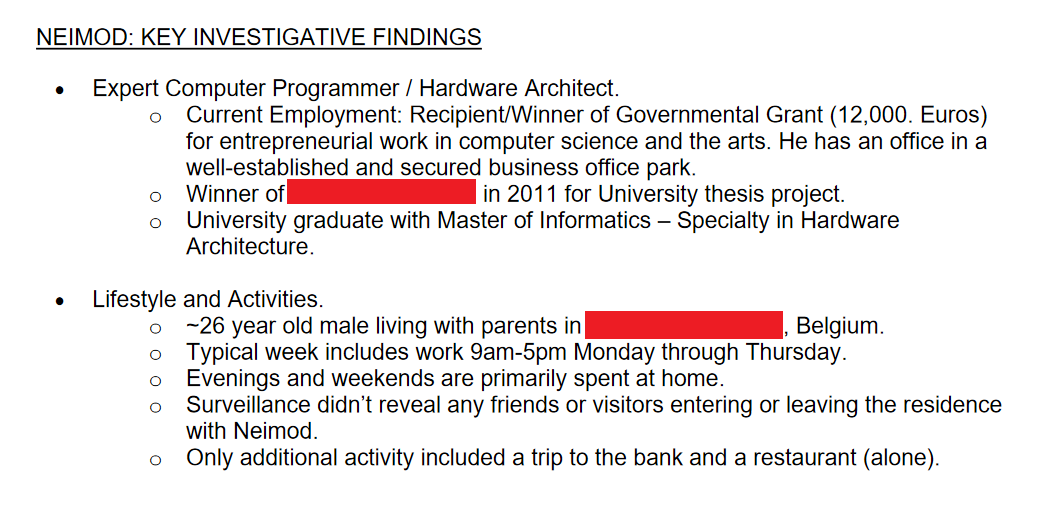 NEIMOD: KEY INVESTIGATIVE FINDINGS
• Expert Computer Programmer / Hardware Architect.
o Current Employment: Recipient/Winner of Governmental Grant (12,000. Euros)
for entrepreneurial work in computer science and the arts. He has an office in a
well-established and secured business office park.
o Winner of in 2011 for University thesis project.
o University graduate with Master of Informatics – Specialty in Hardware
Architecture.
• Lifestyle and Activities.
o ~26 year old male living with parents in , Belgium.
o Typical week includes work 9am-5pm Monday through Thursday.
o Evenings and weekends are primarily spent at home.
o Surveillance didn’t reveal any friends or visitors entering or leaving the residence
with Neimod.
o Only additional activity included a trip to the bank and a restaurant (alone).